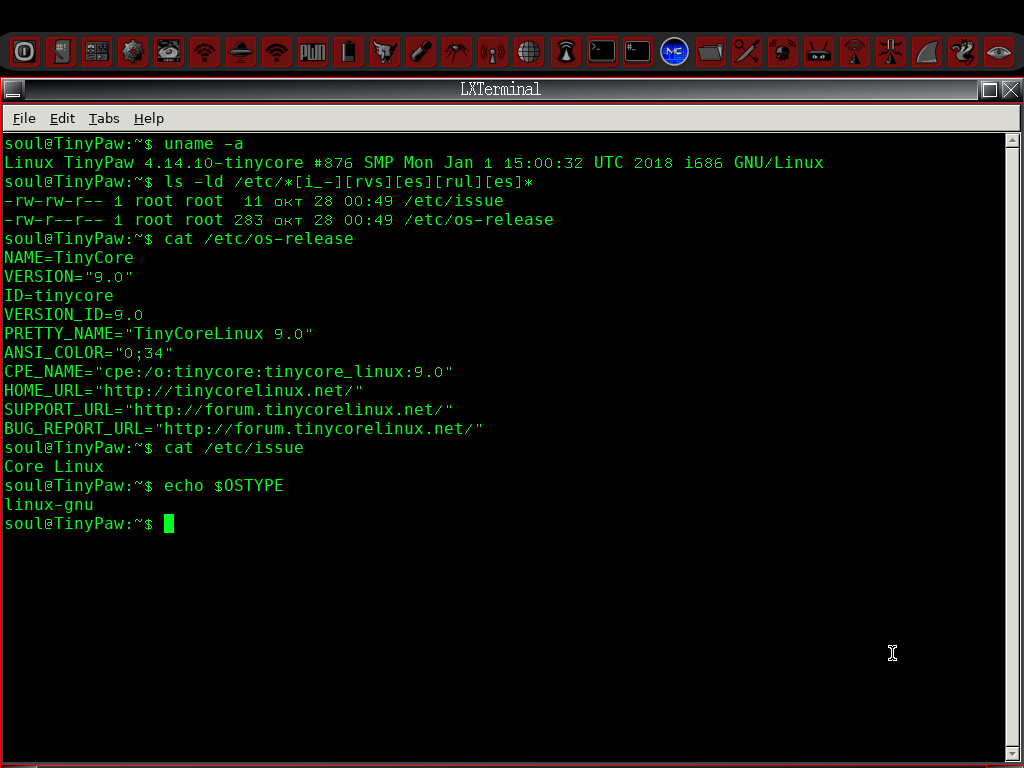 PWN
MC
LXTerminal
File Edit Tabs Help
soul@TinyPaw:~$ uname -a
Linux TinyPaw 4.14.10-tinycore #876 SMP Mon Jan 1 15:00:32 UTC 2018 i686 GNU/Linux
soul@TinyPaw:~$ ls -ld /etc/*[i_-][rvs][es][rul][es]*
-rw-rw-r-- 1 root root  11 окт 28 00:49 /etc/issue
-rw-r--r-- 1 root root 283 окт 28 00:49 /etc/os-release
soul@TinyPaw:~$ cat /etc/os-release
NAME=TinyCore
VERSION="9.0"
ID=tinycore
VERSION_ID=9.0
PRETTY_NAME="TinyCoreLinux 9.0"
ANSI_COLOR="0;34"
CPE_NAME="cpe:/o:tinycore:tinycore_linux:9.0"
HOME_URL="http://tinycorelinux.net/"
SUPPORT_URL="http://forum.tinycorelinux.net/"
BUG_REPORT_URL="http://forum.tinycorelinux.net/"
soul@TinyPaw:~$ cat /etc/issue
Core Linux
soul@TinyPaw:~$ echo $OSTYPE
linux-gnu
soul@TinyPaw:~$